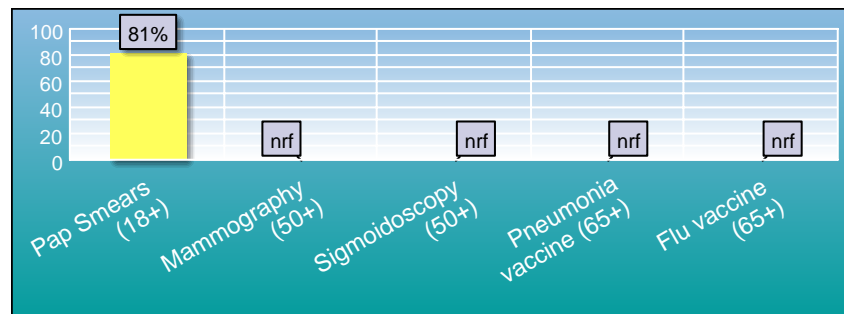 100
80
60
40
20
0
81%
nrf
nrf
nrf
nrf
Pap Smears
(18+)
Mammography
(50+)
Sigmoidoscopy
(50+)
Pneumonia
vaccine (65+)
Flu vaccine
(65+)